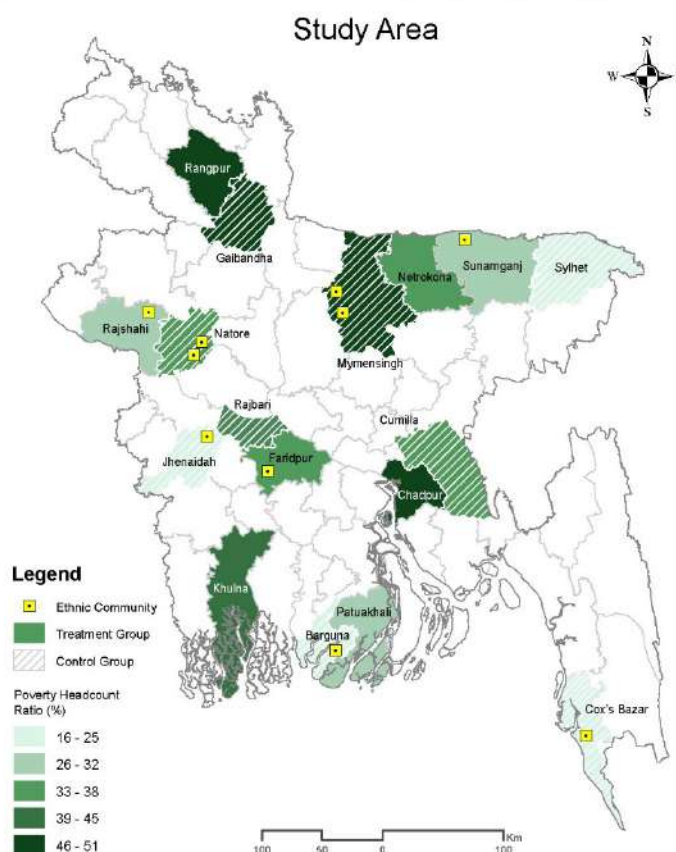 Study Area
N
W
E
S
Rangpur
Gaibandha
Netrokona
Sunamganj
Sylhet
Mymensingh
Rajshahi
Natore
Rajbari
Cumilla
Jhenaidah
Faridpur
Chadpur
Khulna
Patuakhali
Barguna
Cox's Bazar
Legend
Ethnic Community
Treatment Group
Control Group
Poverty Headcount
Ratio (%)
16 - 25
26 - 32
33 - 38
39 - 45
46 - 51
Km
100 50 0 100